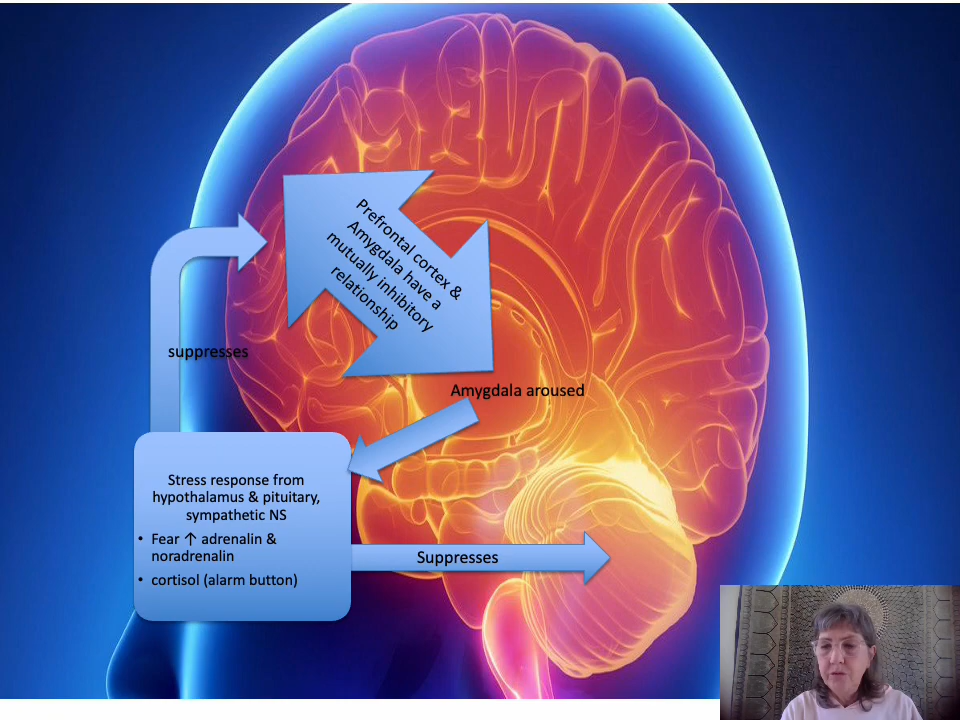 Prefrontal cortex &
Amygdala have a
mutually inhibitory
relationship
suppresses
Amygdala aroused
Stress response from
hypothalamus & pituitary,
sympathetic NS
• Fear ↑ adrenalin &
noradrenalin
• cortisol (alarm button)
Suppresses